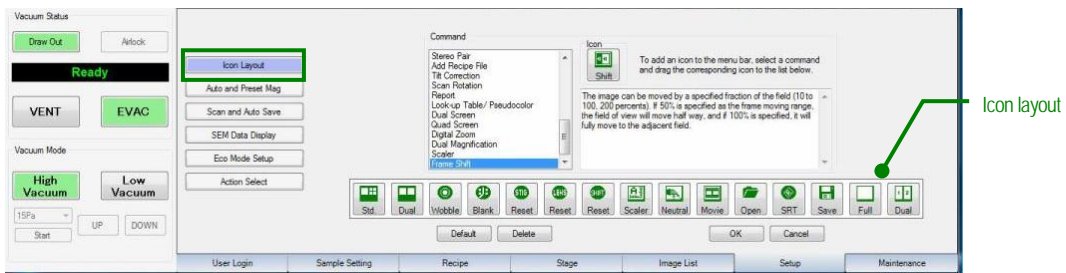 Vacuum Status
Draw Out
Airlock
Ready
VENT
EVAC
Vacuum Mode
High Vacuum
Low Vacuum
15Pa
UP
DOWN
Start
Icon Layout
Auto and Preset Mag
Scan and Auto Save
SEM Data Display
Eco Mode Setup
Action Select
Command
Stereo Pair
Add Recipe File
Tilt Correction
Scan Rotation
Report
Look-up Table/ Pseudocolor
Dual Screen
Quad Screen
Digital Zoom
Dual Magnification
Scaler
Frame Shift
Icon
Shift
To add an icon to the menu bar, select a command
and drag the corresponding icon to the list below.
The image can be moved by a specified fraction of the field (10 to
100, 200 percents). If 50% is specified as the frame moving range,
the field of view will move half way, and if 100% is specified, it will
fully move to the adjacent field.
Icon layout
Std. Dual Wobble Blank Reset Reset Reset Scaler Neutral Movie Open SRT Save Full Dual
Default Delete OK Cancel
User Login Sample Setting Recipe Stage Image List Setup Maintenance